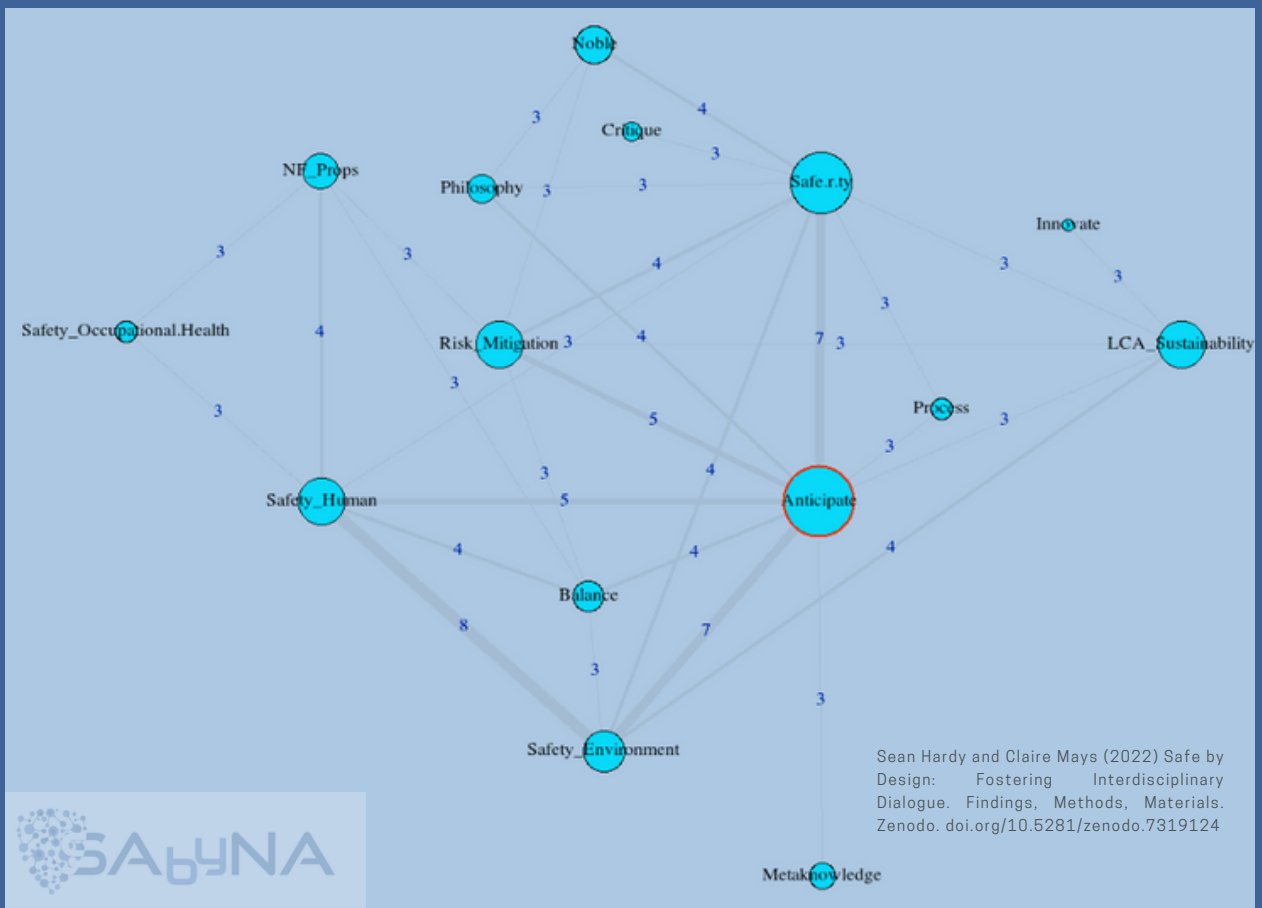 Noble
3
4
Critique
3
NF_Props
Philosophy
3
3
Safe.r.ty
Innovate
3
3
4
3
3
3
Safety_Occupational.Health
4
Risk_Mitigation
3
4
7
3
LCA_Sustainability
3
Process
3
5
3
3
3
4
Safety_Human
5
Anticipate
4
4
4
Balance
8
7
3
Safety_Environment
3
Metaknowledge
Sean Hardy and Claire Mays (2022) Safe by
Design: Fostering Interdisciplinary
Dialogue. Findings, Methods, Materials.
Zenodo. doi.org/10.5281/zenodo.7319124
SAbyNA